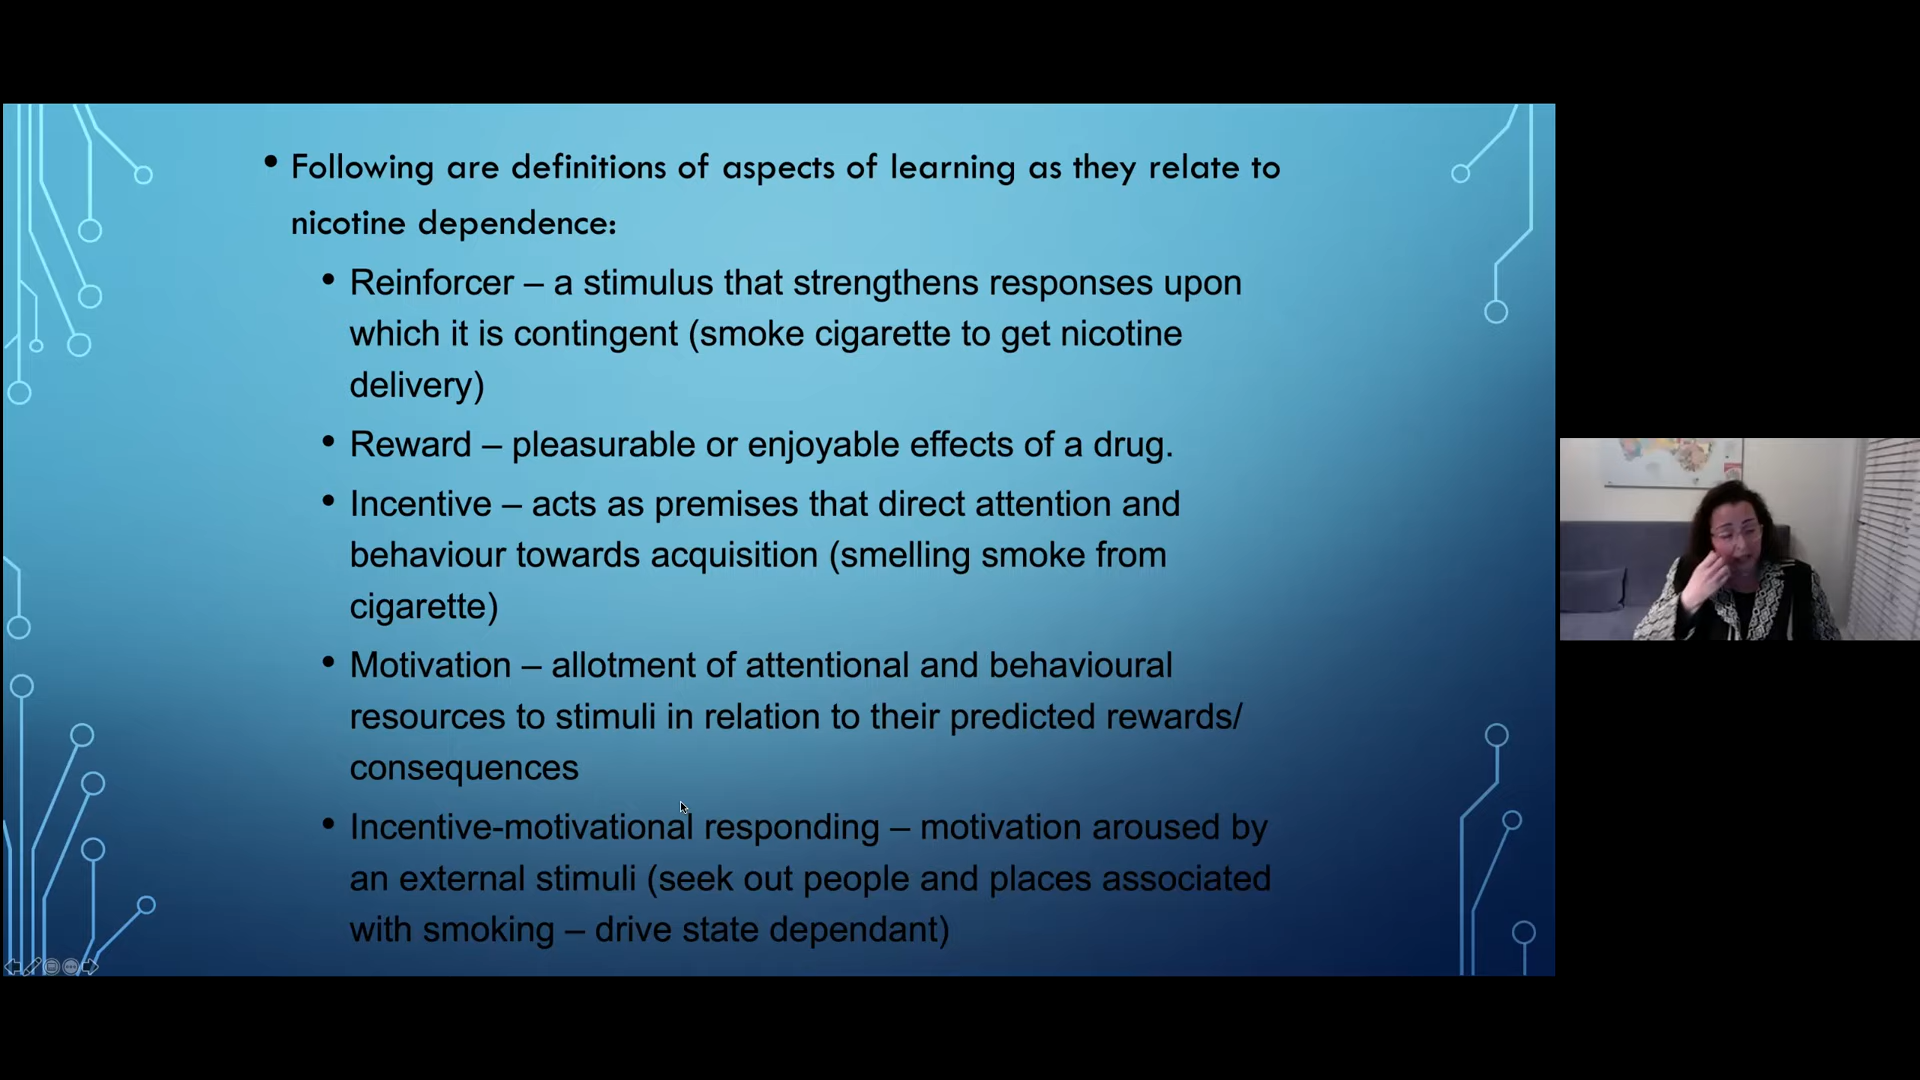 • Following are definitions of aspects of learning as they relate to
nicotine dependence:
• Reinforcer – a stimulus that strengthens responses upon
which it is contingent (smoke cigarette to get nicotine
delivery)
• Reward – pleasurable or enjoyable effects of a drug.
• Incentive – acts as premises that direct attention and
behaviour towards acquisition (smelling smoke from
cigarette)
• Motivation – allotment of attentional and behavioural
resources to stimuli in relation to their predicted rewards/
consequences
• Incentive-motivational responding – motivation aroused by
an external stimuli (seek out people and places associated
with smoking – drive state dependant)